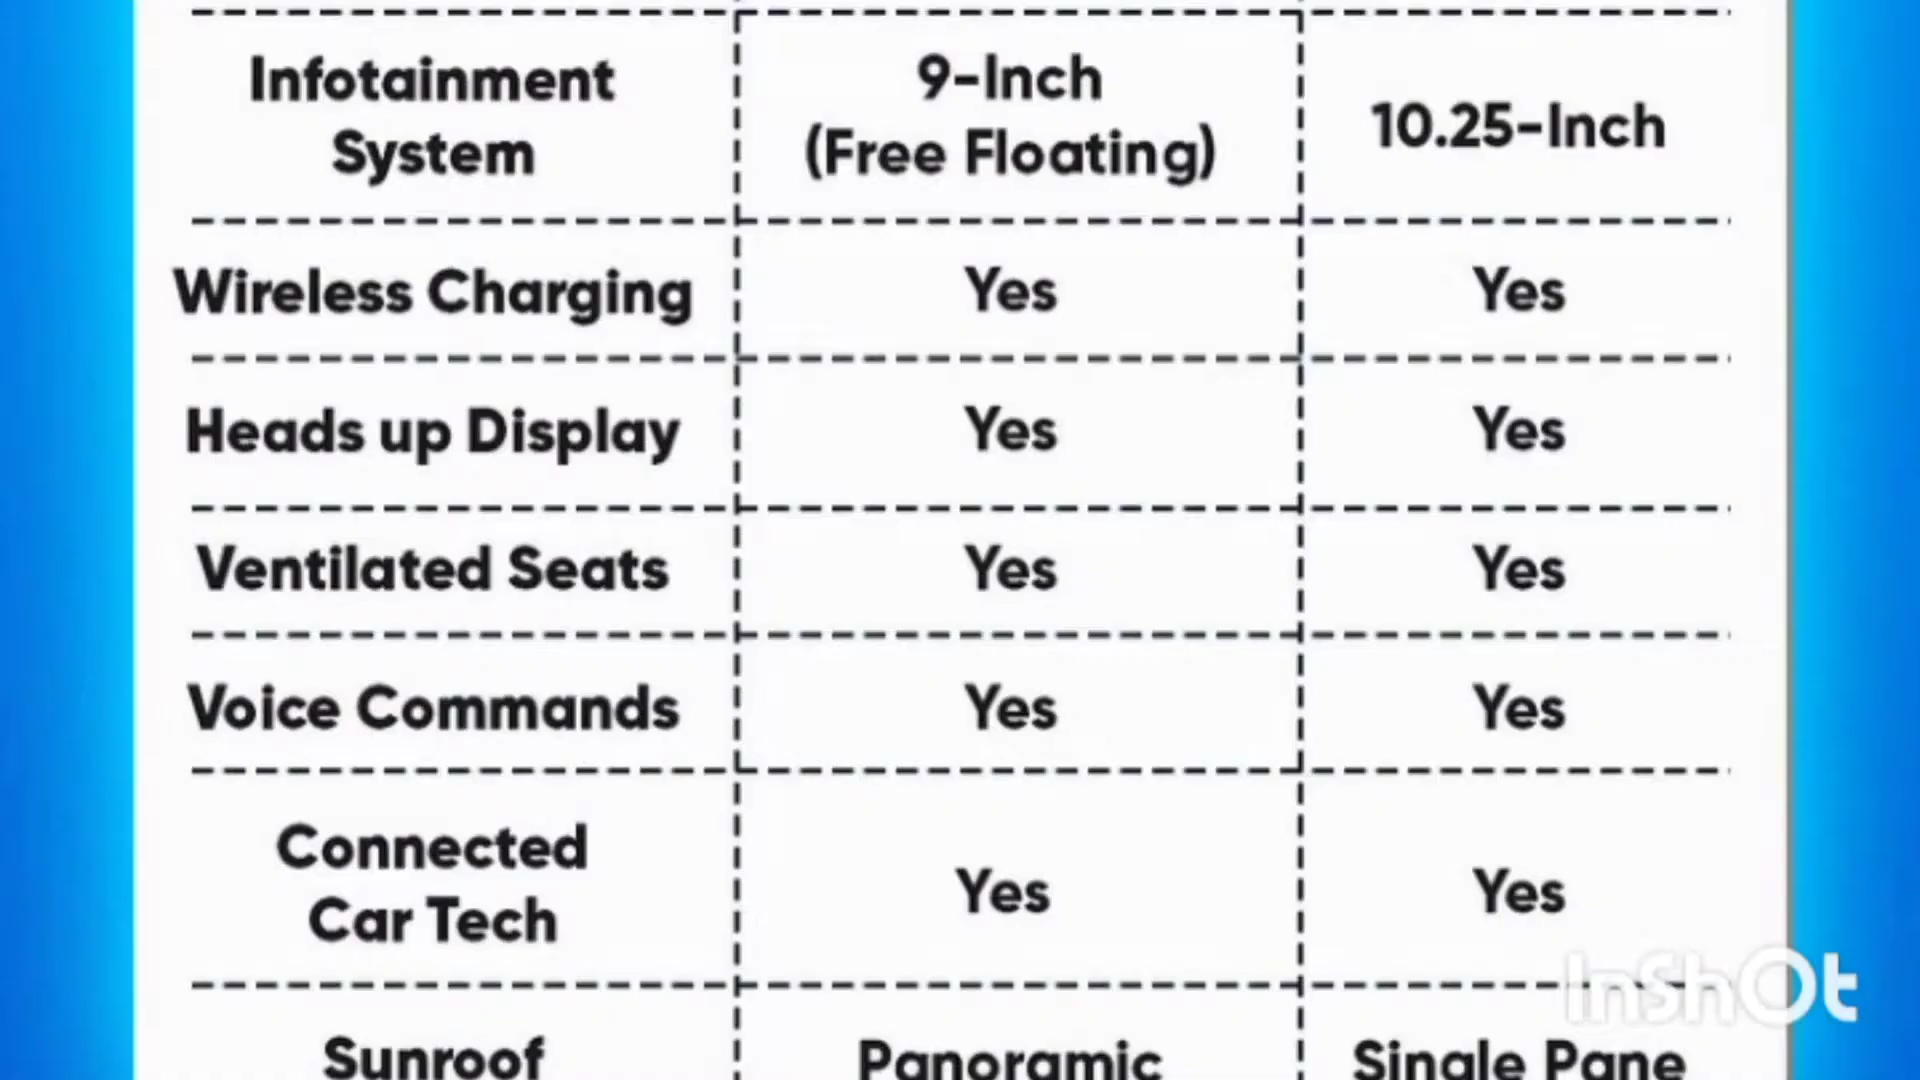 Infotainment
System
9-Inch
(Free Floating)
10.25-Inch
Wireless Charging
Yes
Yes
Heads up Display
Yes
Yes
Ventilated Seats
Yes
Yes
Voice Commands
Yes
Yes
Connected
Car Tech
Yes
Yes
Sunroof
Panoramic
Single Pane
InShOt